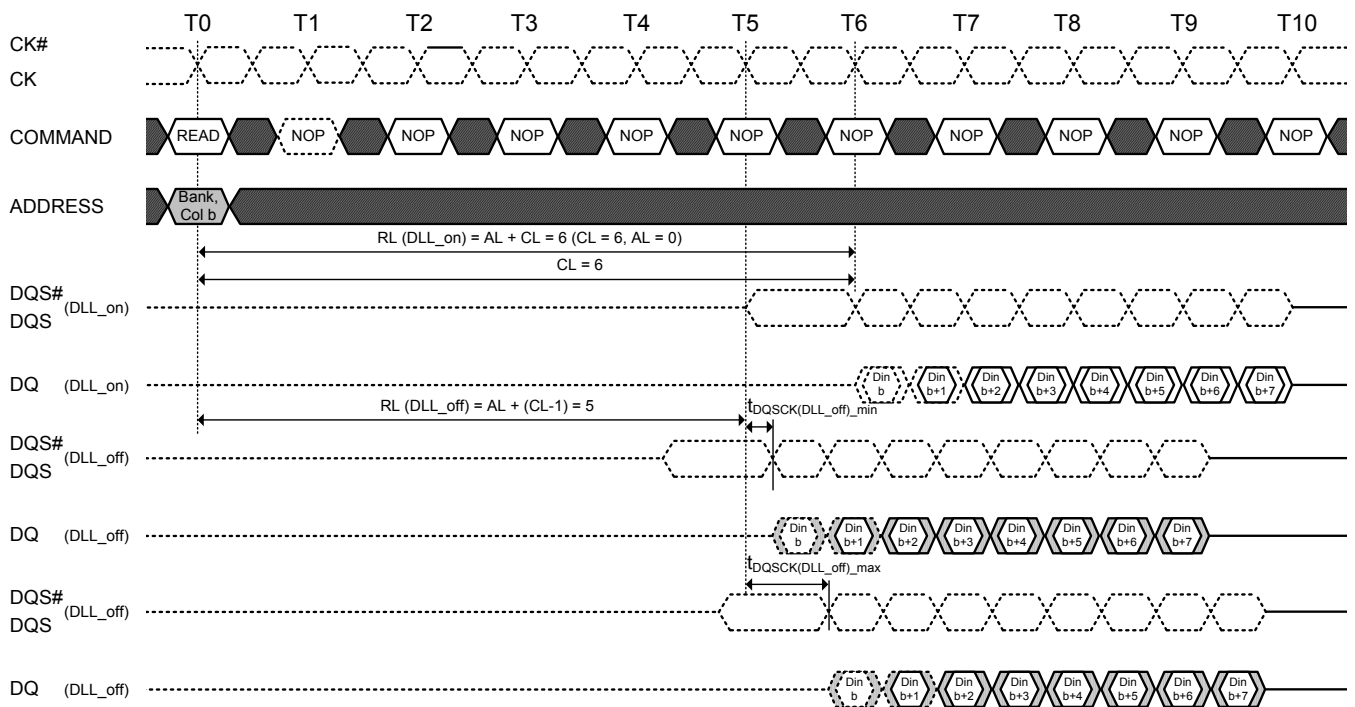 T0 T1 T2 T3 T4 T5 T6 T7 T8 T9 T10
CK#
CK
COMMAND READ NOP NOP NOP NOP NOP NOP NOP NOP NOP NOP
ADDRESS Bank,
Col b
RL (DLL_on) = AL + CL = 6 (CL = 6, AL = 0)
CL = 6
DQS# (DLL_on)
DQS
DQ (DLL_on) Din b Din b+1 Din b+2 Din b+3 Din b+4 Din b+5 Din b+6 Din b+7
RL (DLL_off) = AL + (CL-1) = 5
tDQSCK(DLL_off)_min
DQS# (DLL_off)
DQS
DQ (DLL_off) Din b Din b+1 Din b+2 Din b+3 Din b+4 Din b+5 Din b+6 Din b+7
tDQSCK(DLL_off)_max
DQS# (DLL_off)
DQS
DQ (DLL_off) Din b Din b+1 Din b+2 Din b+3 Din b+4 Din b+5 Din b+6 Din b+7